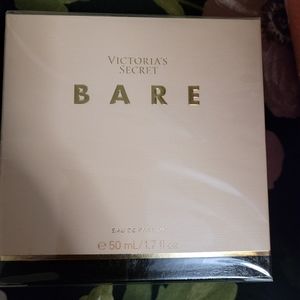 VICTORIA'S
SECRET
BARE
EAU DE PARFUM
℮ 50 mL/1.7 fl oz